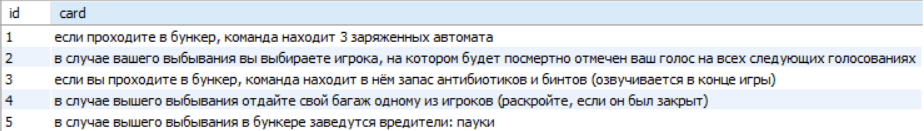 id card
1 если проходите в бункер, команда находит 3 заряженных автомата
2 в случае вашего выбывания вы выбираете игрока, на котором будет посмертно отмечен ваш голос на всех следующих голосованиях
3 если вы проходите в бункер, команда находит в нём запас антибиотиков и бинтов (озвучивается в конце игры)
4 в случае вышего выбывания отдайте свой багаж одному из игроков (раскройте, если он был закрыт)
5 в случае вышего выбывания в бункере заведутся вредители: пауки